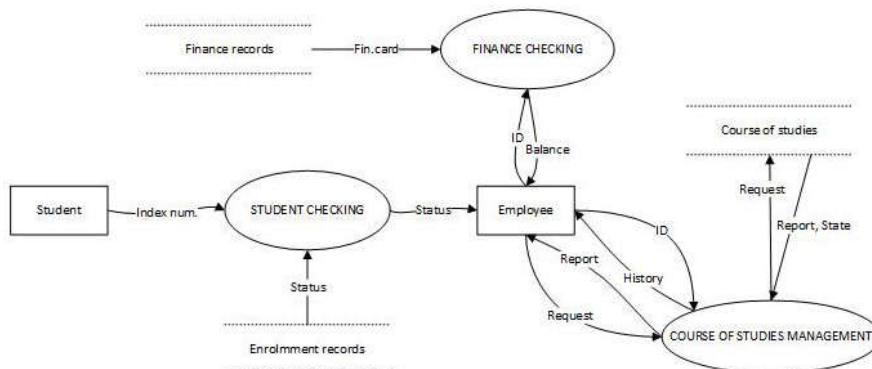 Finance records
Fin.card
FINANCE CHECKING
ID
Balance
Course of studies
Request
Report, State
Student
Index num.
STUDENT CHECKING
Status
Employee
ID
History
Report
Request
Status
Enrolmment records
COURSE OF STUDIES MANAGEMENT